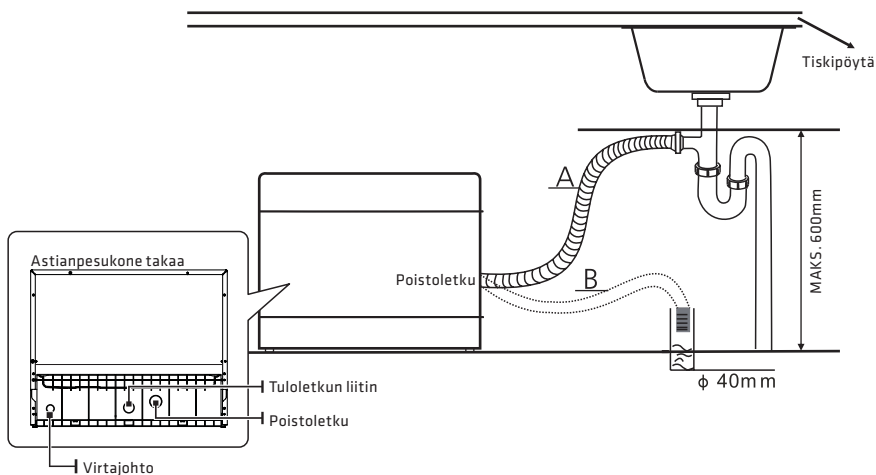 Tiskipöytä
A
MAKS. 600mm
Astianpesukone takaa
Poistoletku
B
ϕ 40mm
Tuloletkun liitin
Poistoletku
Virtajohto